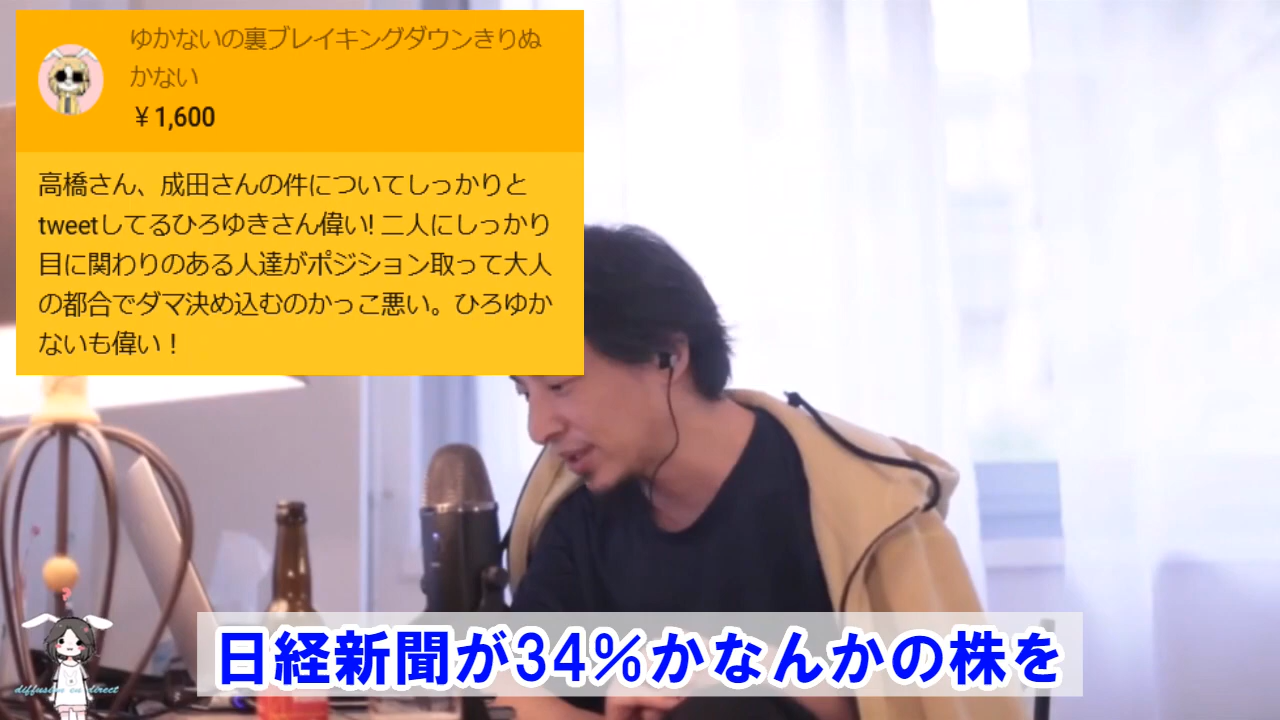 ゆかないの裏ブレイキングダウンきりぬ
かない
￥1,600
高橋さん、成田さんの件についてしっかりと
tweetしてるひろゆきさん偉い! 二人にしっかり
目に関わりのある人達がポジション取って大人
の都合でダマ決め込むのかっこ悪い。ひろゆか
ないも偉い！
diffusion en direct
日経新聞が34%かなんかの株を